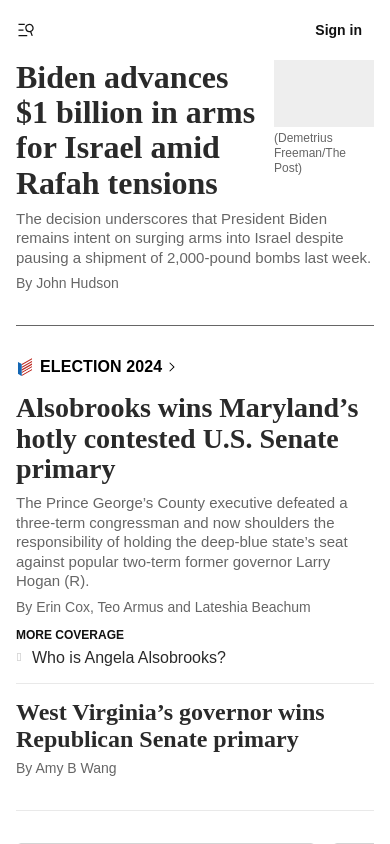 Sign in
Biden advances
$1 billion in arms
for Israel amid
Rafah tensions
(Demetrius
Freeman/The
Post)
The decision underscores that President Biden
remains intent on surging arms into Israel despite
pausing a shipment of 2,000-pound bombs last week.
By John Hudson
ELECTION 2024
Alsobrooks wins Maryland’s
hotly contested U.S. Senate
primary
The Prince George’s County executive defeated a
three-term congressman and now shoulders the
responsibility of holding the deep-blue state’s seat
against popular two-term former governor Larry
Hogan (R).
By Erin Cox, Teo Armus and Lateshia Beachum
MORE COVERAGE
Who is Angela Alsobrooks?
West Virginia’s governor wins
Republican Senate primary
By Amy B Wang